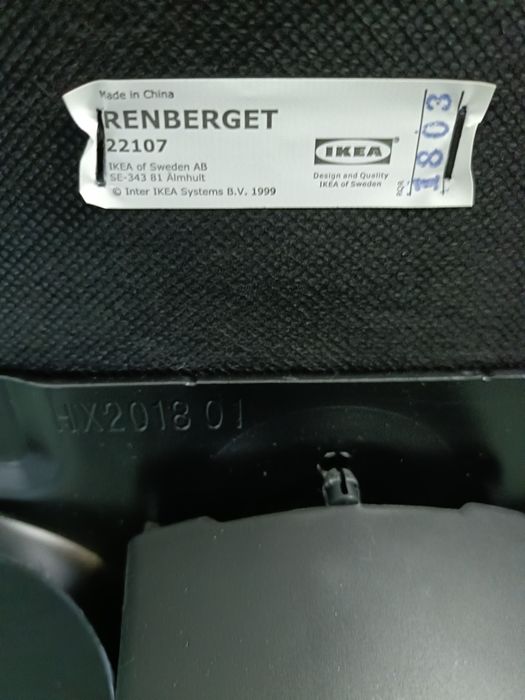 Made in China
RENBERGET
22107
IKEA of Sweden AB
SE-343 81 Älmhult
© Inter IKEA Systems B.V. 1999
IKEA®
Design and Quality
IKEA of Sweden
1803
HX2018 01